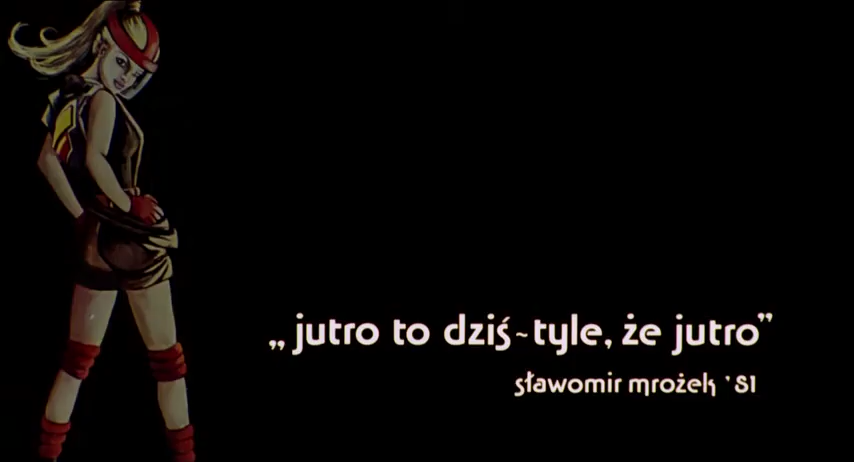 „jutro to dziś~tyle, że jutro”
sławomir mrożek '81